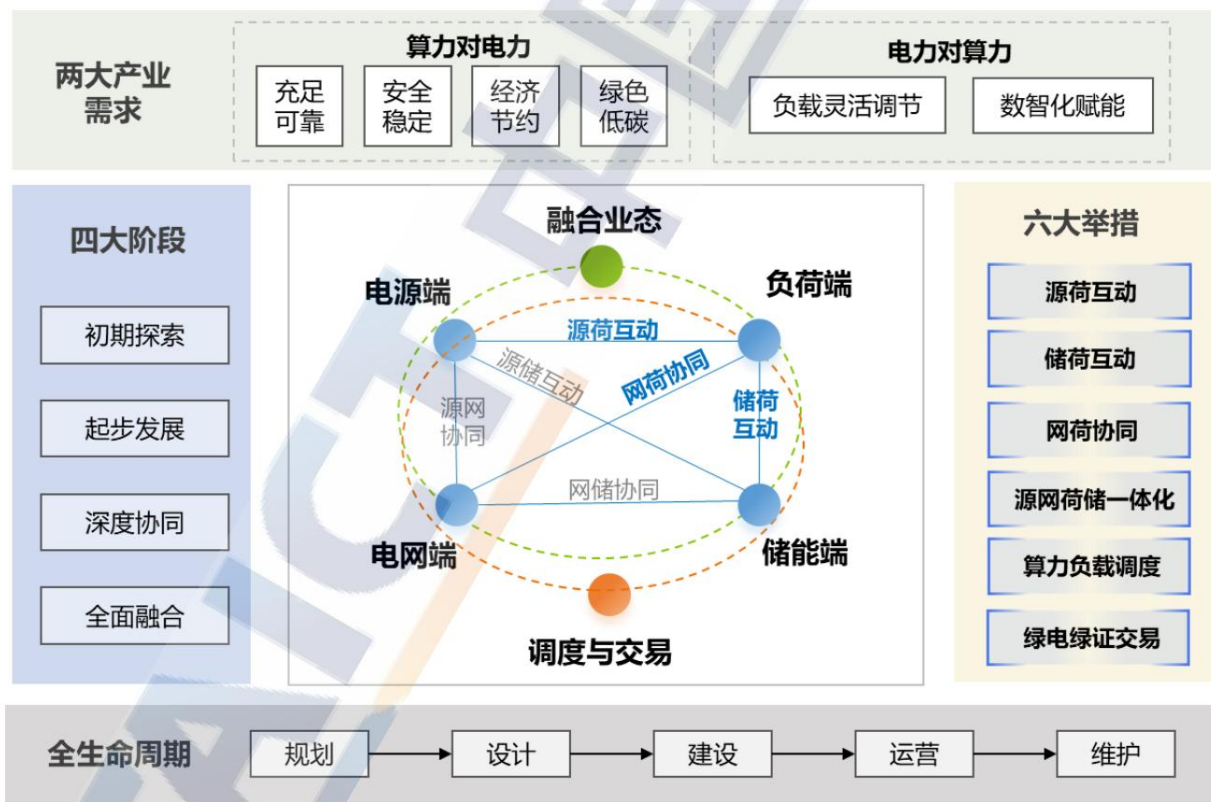 两大产业
需求
算力对电力
充足
可靠
安全
稳定
经济
节约
绿色
低碳
电力对算力
负载灵活调节
数智化赋能
四大阶段
初期探索
起步发展
深度协同
全面融合
融合业态
电源端
负荷端
源荷互动
源储互动
网荷协同
源网
协同
储荷
互动
网储协同
电网端
储能端
调度与交易
六大举措
源荷互动
储荷互动
网荷协同
源网荷储一体化
算力负载调度
绿电绿证交易
全生命周期
规划
设计
建设
运营
维护